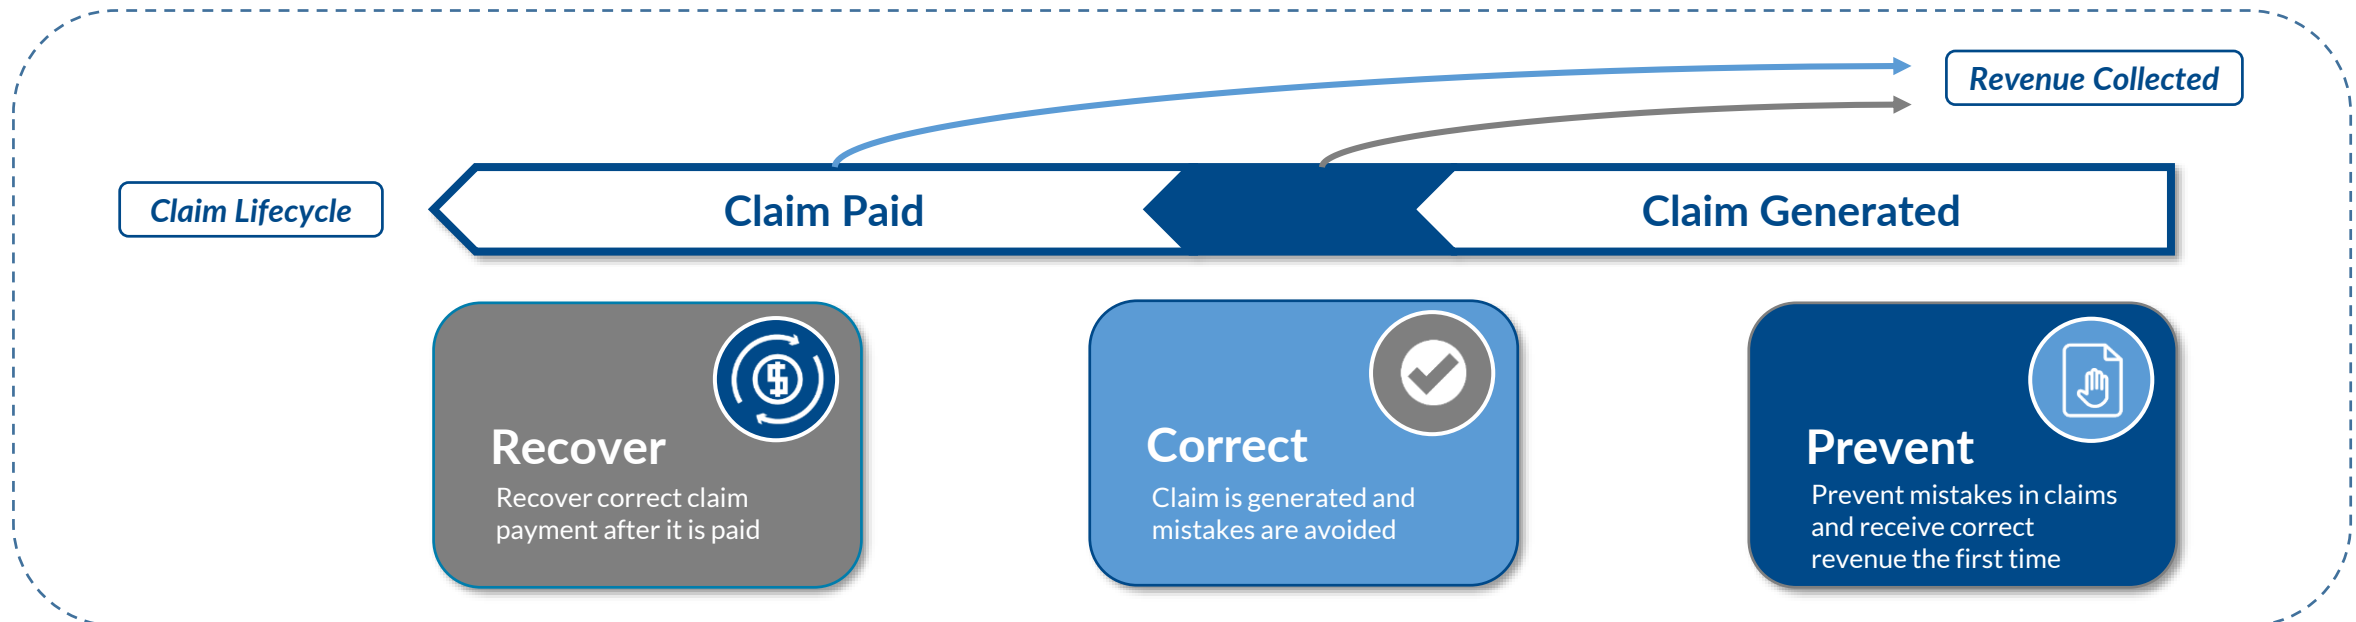 Revenue Collected
Claim Lifecycle
Claim Paid
Claim Generated
Recover
Recover correct claim
payment after it is paid
Correct
Claim is generated and
mistakes are avoided
Prevent
Prevent mistakes in claims
and receive correct
revenue the first time